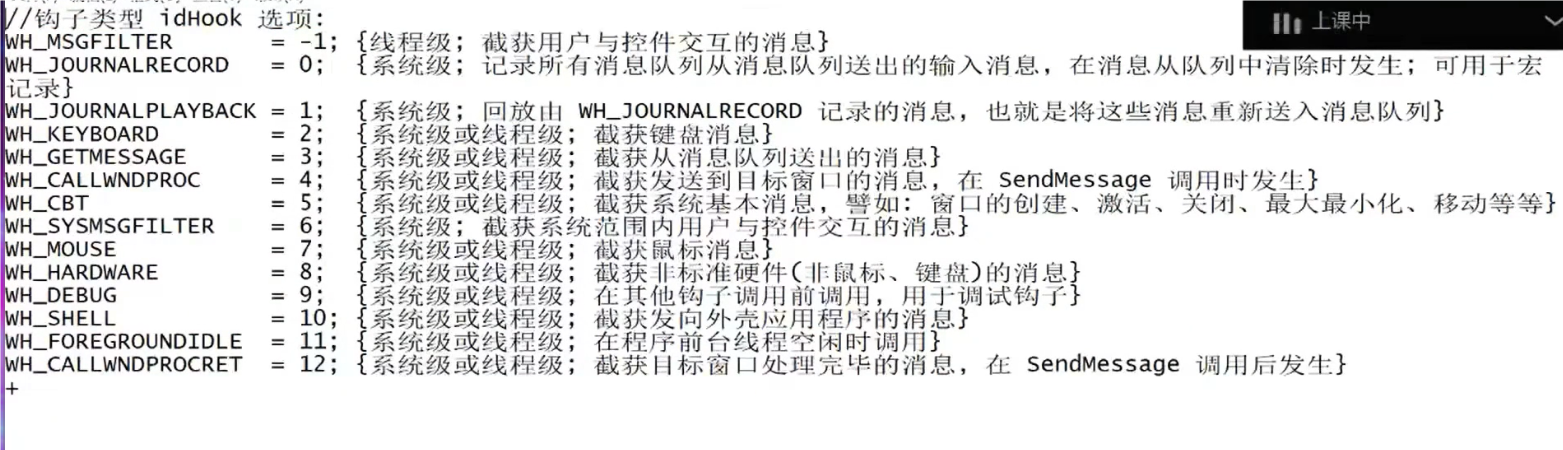 //钩子类型 idHook 选项:
上课中
WH_MSGFILTER = -1; {线程级; 截获用户与控件交互的消息}
WH_JOURNALRECORD = 0; {系统级; 记录所有消息队列从消息队列送出的输入消息, 在消息从队列中清除时发生; 可用于宏
记录}
WH_JOURNALPLAYBACK = 1; {系统级; 回放由 WH_JOURNALRECORD 记录的消息, 也就是将这些消息重新送入消息队列}
WH_KEYBOARD = 2; {系统级或线程级; 截获键盘消息}
WH_GETMESSAGE = 3; {系统级或线程级; 截获从消息队列送出的消息}
WH_CALLWNDPROC = 4; {系统级或线程级; 截获发送到目标窗口的消息, 在 SendMessage 调用时发生}
WH_CBT = 5; {系统级或线程级; 截获系统基本消息, 譬如: 窗口的创建、激活、关闭、最大最小化、移动等等}
WH_SYSMSGFILTER = 6; {系统级; 截获系统范围内用户与控件交互的消息}
WH_MOUSE = 7; {系统级或线程级; 截获鼠标消息}
WH_HARDWARE = 8; {系统级或线程级; 截获非标准硬件(非鼠标、键盘)的消息}
WH_DEBUG = 9; {系统级或线程级; 在其他钩子调用前调用, 用于调试钩子}
WH_SHELL = 10; {系统级或线程级; 截获发向外壳应用程序的消息}
WH_FOREGROUNDIDLE = 11; {系统级或线程级; 在程序前台线程空闲时调用}
WH_CALLWNDPROCRET = 12; {系统级或线程级; 截获目标窗口处理完毕的消息, 在 SendMessage 调用后发生}
+